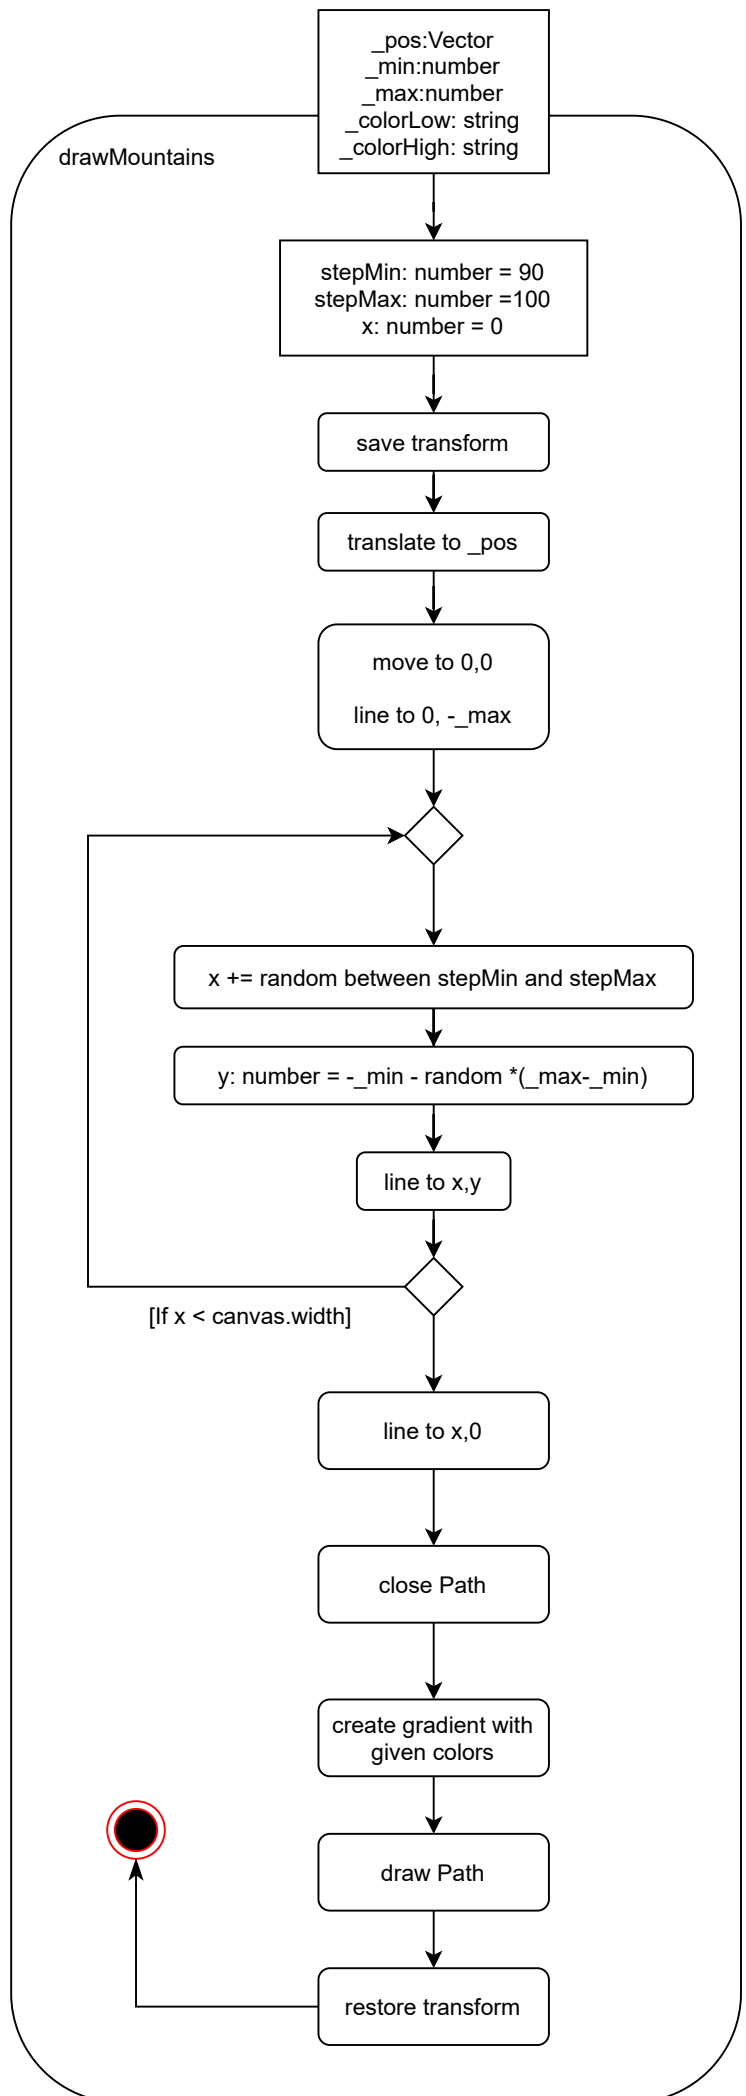 _pos:Vector
_min:number
_max:number
_colorLow: string
_colorHigh: string
drawMountains
stepMin: number = 90
stepMax: number =100
x: number = 0
save transform
translate to _pos
move to 0,0
line to 0, -_max
x += random between stepMin and stepMax
y: number = -_min - random *(_max-_min)
line to x,y
[If x < canvas.width]
line to x,0
close Path
create gradient with
given colors
draw Path
restore transform